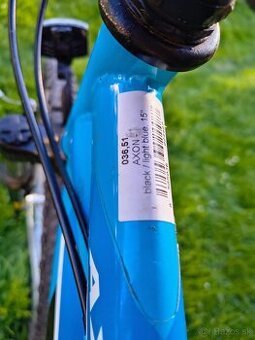 036,51
AXON
black / light blue 15"
A
© Bazos.sk